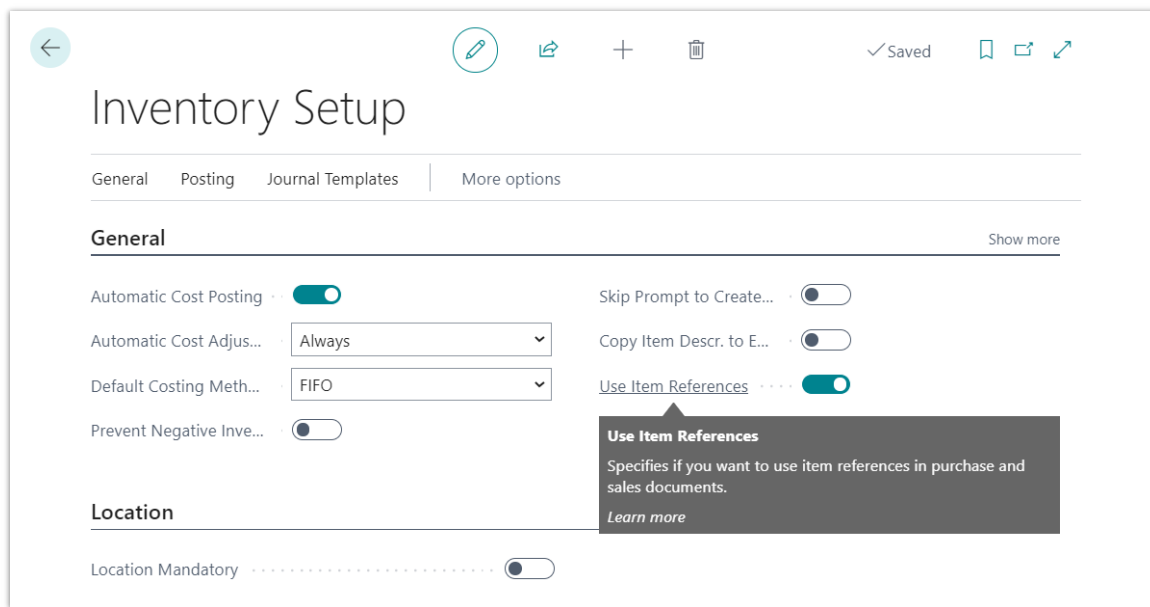 Saved
Inventory Setup
General Posting Journal Templates More options
General Show more
Automatic Cost Posting
Skip Prompt to Create...
Automatic Cost Adjus... Always
Copy Item Descr. to E...
Default Costing Meth... FIFO
Use Item References
Prevent Negative Inve...
Use Item References
Specifies if you want to use item references in purchase and
sales documents.
Learn more
Location
Location Mandatory